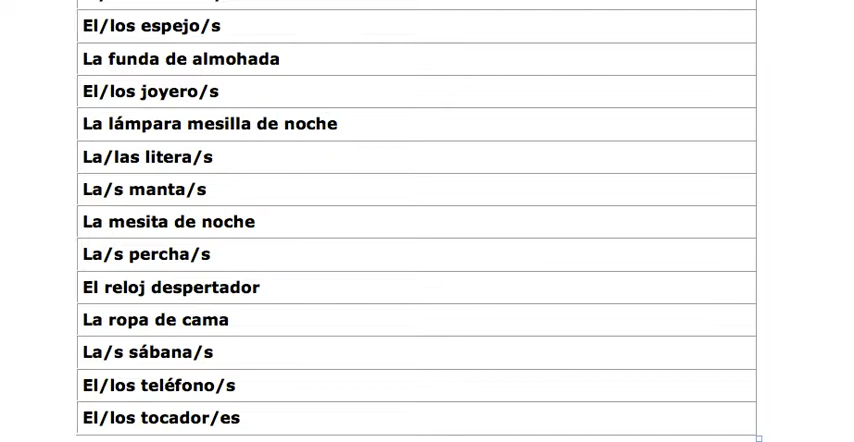 El/los espejo/s
La funda de almohada
El/los joyero/s
La lámpara mesilla de noche
La/las litera/s
La/s manta/s
La mesita de noche
La/s percha/s
El reloj despertador
La ropa de cama
La/s sábana/s
El/los teléfono/s
El/los tocador/es